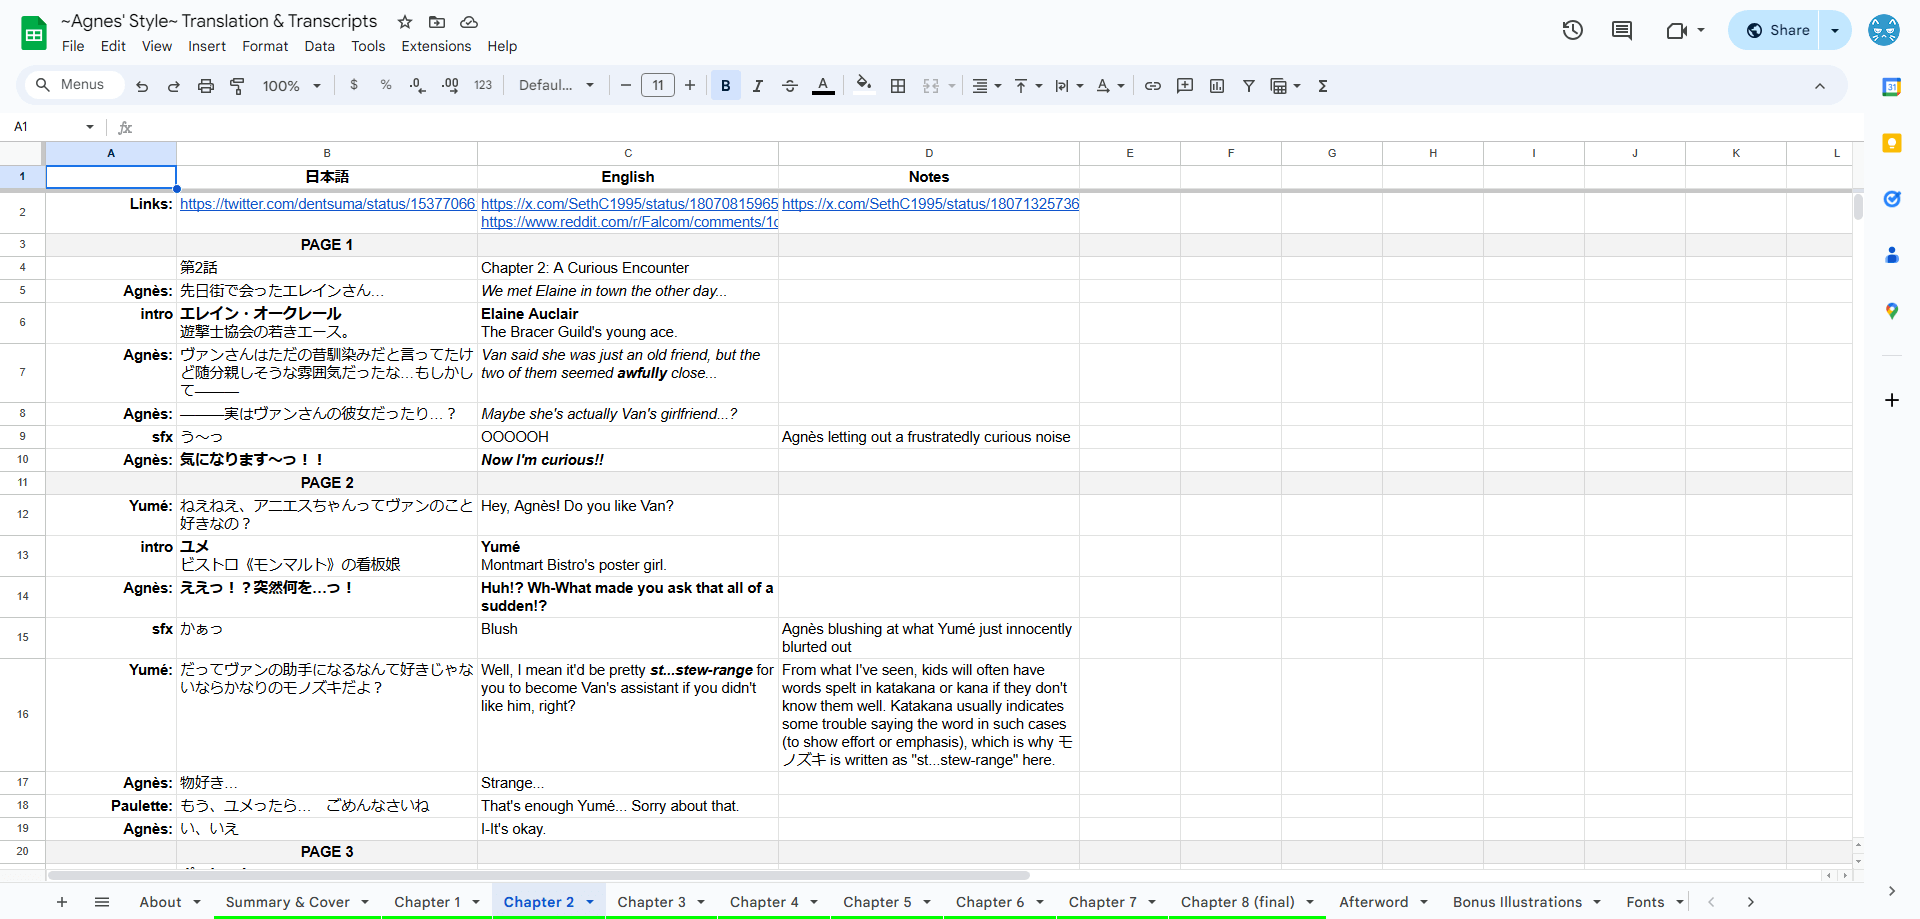 ~Agnes' Style~ Translation & Transcripts
File Edit View Insert Format Data Tools Extensions Help
Share
Menus 100% $ % .0 .00 123 Defaul... 11 B I A Σ
31
A1 fx
A B C D E F G H I J K L
1 日本語 English Notes
2 Links: https://twitter.com/dentsuma/status/15377066 https://x.com/SethC1995/status/18070815965 https://x.com/SethC1995/status/18071325736
https://www.reddit.com/r/Falcom/comments/1c
3 PAGE 1
4 第2話 Chapter 2: A Curious Encounter
5 Agnès: 先日街で会ったエレインさん… We met Elaine in town the other day...
6 intro エレイン・オークレール Elaine Auclair
遊撃士協会の若きエース。 The Bracer Guild's young ace.
7 Agnès: ヴァンさんはただの昔馴染みだと言ってたけ Van said she was just an old friend, but the
ど随分親しそうな雰囲気だったな…もしかし two of them seemed awfully close...
て———
8 Agnès: ———実はヴァンさんの彼女だったり…？ Maybe she's actually Van's girlfriend...?
9 sfx う〜っ OOOOOH Agnès letting out a frustratedly curious noise
10 Agnès: 気になります〜っ！！ Now I'm curious!!
11 PAGE 2
12 Yumé: ねえねえ、アニエスちゃんってヴァンのこと Hey, Agnès! Do you like Van?
好きなの？
13 intro ユメ Yumé
ビストロ《モンマルト》の看板娘 Montmart Bistro's poster girl.
14 Agnès: ええっ！？突然何を…っ！ Huh!? Wh-What made you ask that all of a
sudden!?
15 sfx かぁっ Blush Agnès blushing at what Yumé just innocently
blurted out
16 Yumé: だってヴァンの助手になるなんて好きじゃな Well, I mean it'd be pretty st...stew-range for From what I've seen, kids will often have
いならかなりのモノズキだよ？ you to become Van's assistant if you didn't words spelt in katakana or kana if they don't
like him, right? know them well. Katakana usually indicates
some trouble saying the word in such cases
(to show effort or emphasis), which is why モ
ノズキ is written as "st...stew-range" here.
17 Agnès: 物好き… Strange...
18 Paulette: もう、ユメったら…　ごめんなさいね That's enough Yumé... Sorry about that.
19 Agnès: い、いえ I-It's okay.
20 PAGE 3
About Summary & Cover Chapter 1 Chapter 2 Chapter 3 Chapter 4 Chapter 5 Chapter 6 Chapter 7 Chapter 8 (final) Afterword Bonus Illustrations Fonts